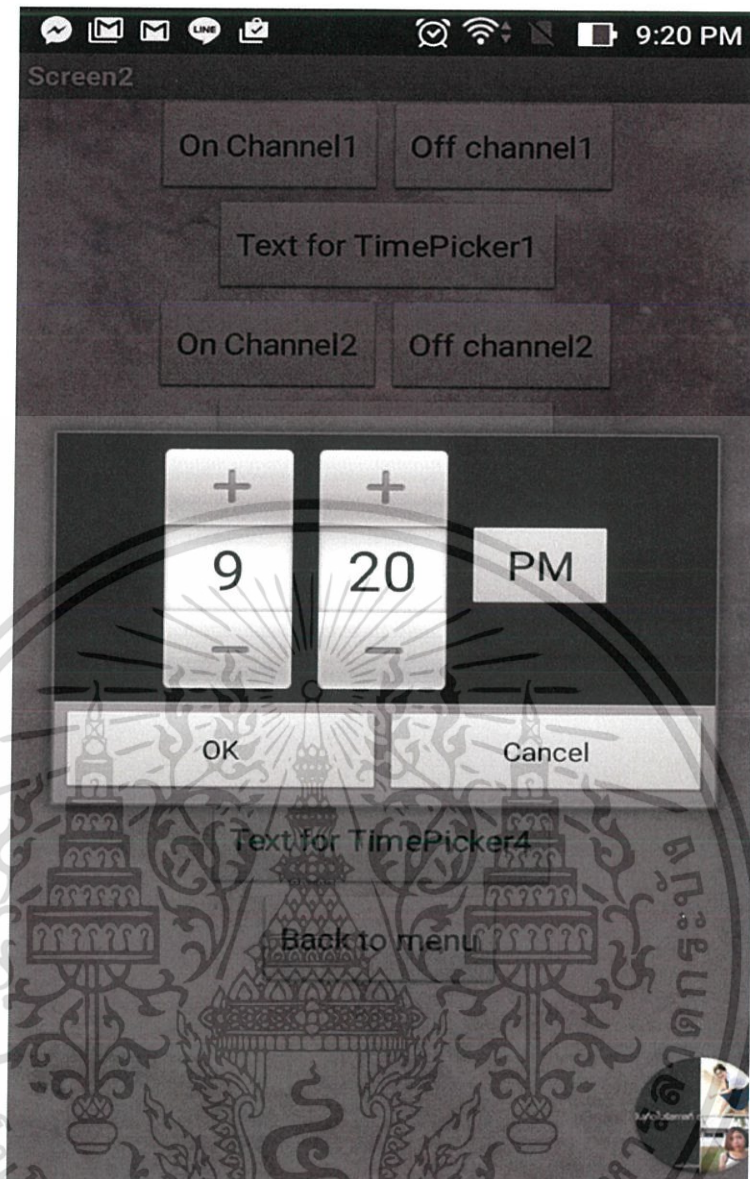 LINE 9:20 PM
Screen2
On Channel1 Off channel1
Text for TimePicker1
On Channel2 Off channel2
+ +
9 20 PM
− −
OK Cancel
Text for TimePicker4
Back to menu